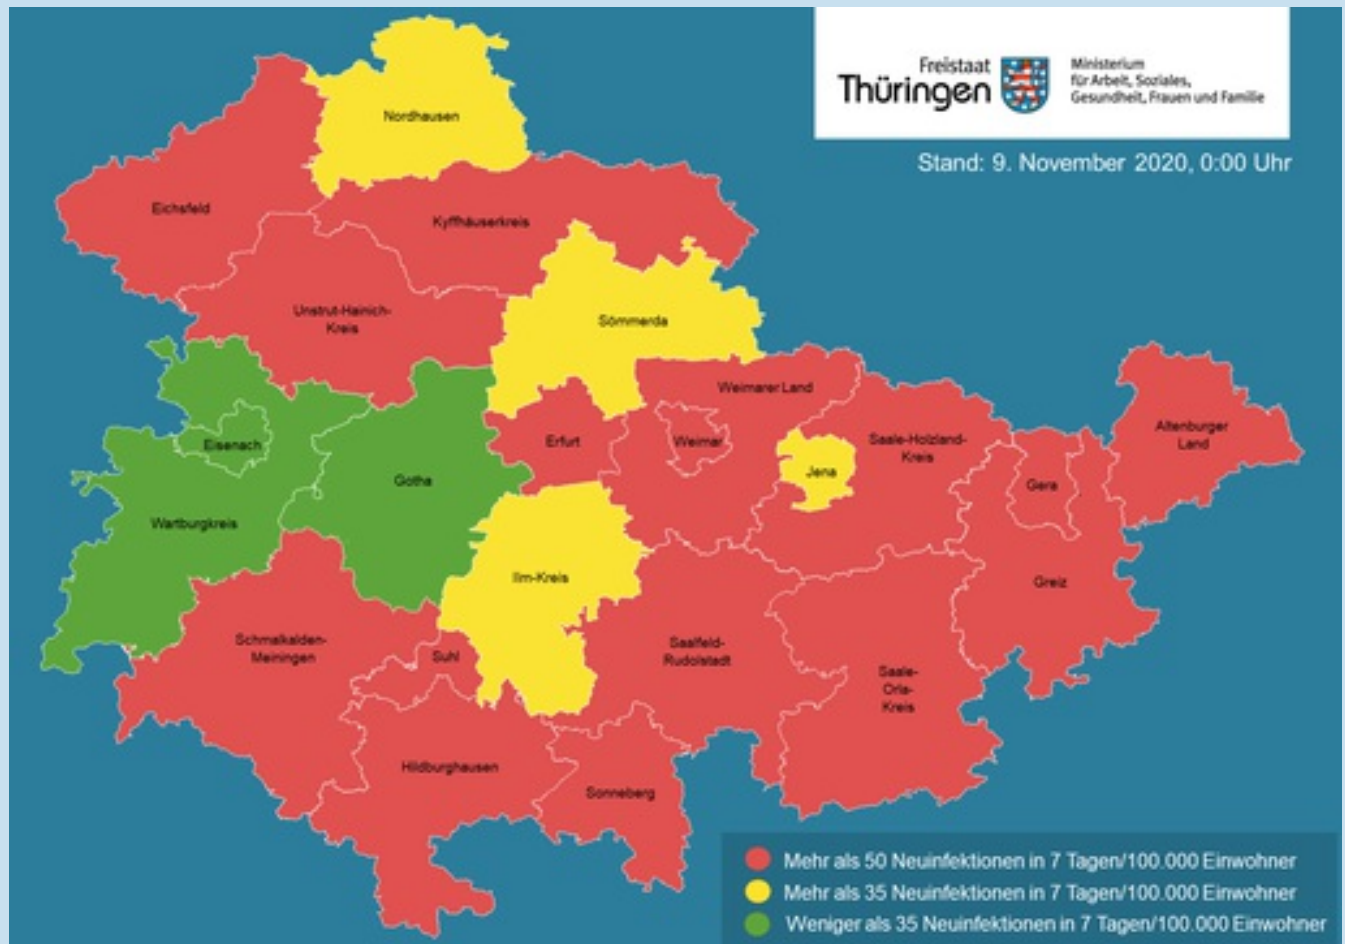 Freistaat
Thüringen
Ministerium
für Arbeit, Soziales,
Gesundheit, Frauen und Familie
Stand: 9. November 2020, 0:00 Uhr
Nordhausen
Eichsfeld
Kyffhäuserkreis
Unstrut-Hainich-
Kreis
Sömmerda
Weimarer Land
Altenburger
Land
Eisenach
Erfurt
Weimar
Saale-Holzland-
Kreis
Jena
Gotha
Gera
Wartburgkreis
Ilm-Kreis
Greiz
Schmalkalden-
Meiningen
Suhl
Saalfeld-
Rudolstadt
Saale-
Orla-
Kreis
Hildburghausen
Sonneberg
Mehr als 50 Neuinfektionen in 7 Tagen/100.000 Einwohner
Mehr als 35 Neuinfektionen in 7 Tagen/100.000 Einwohner
Weniger als 35 Neuinfektionen in 7 Tagen/100.000 Einwohner